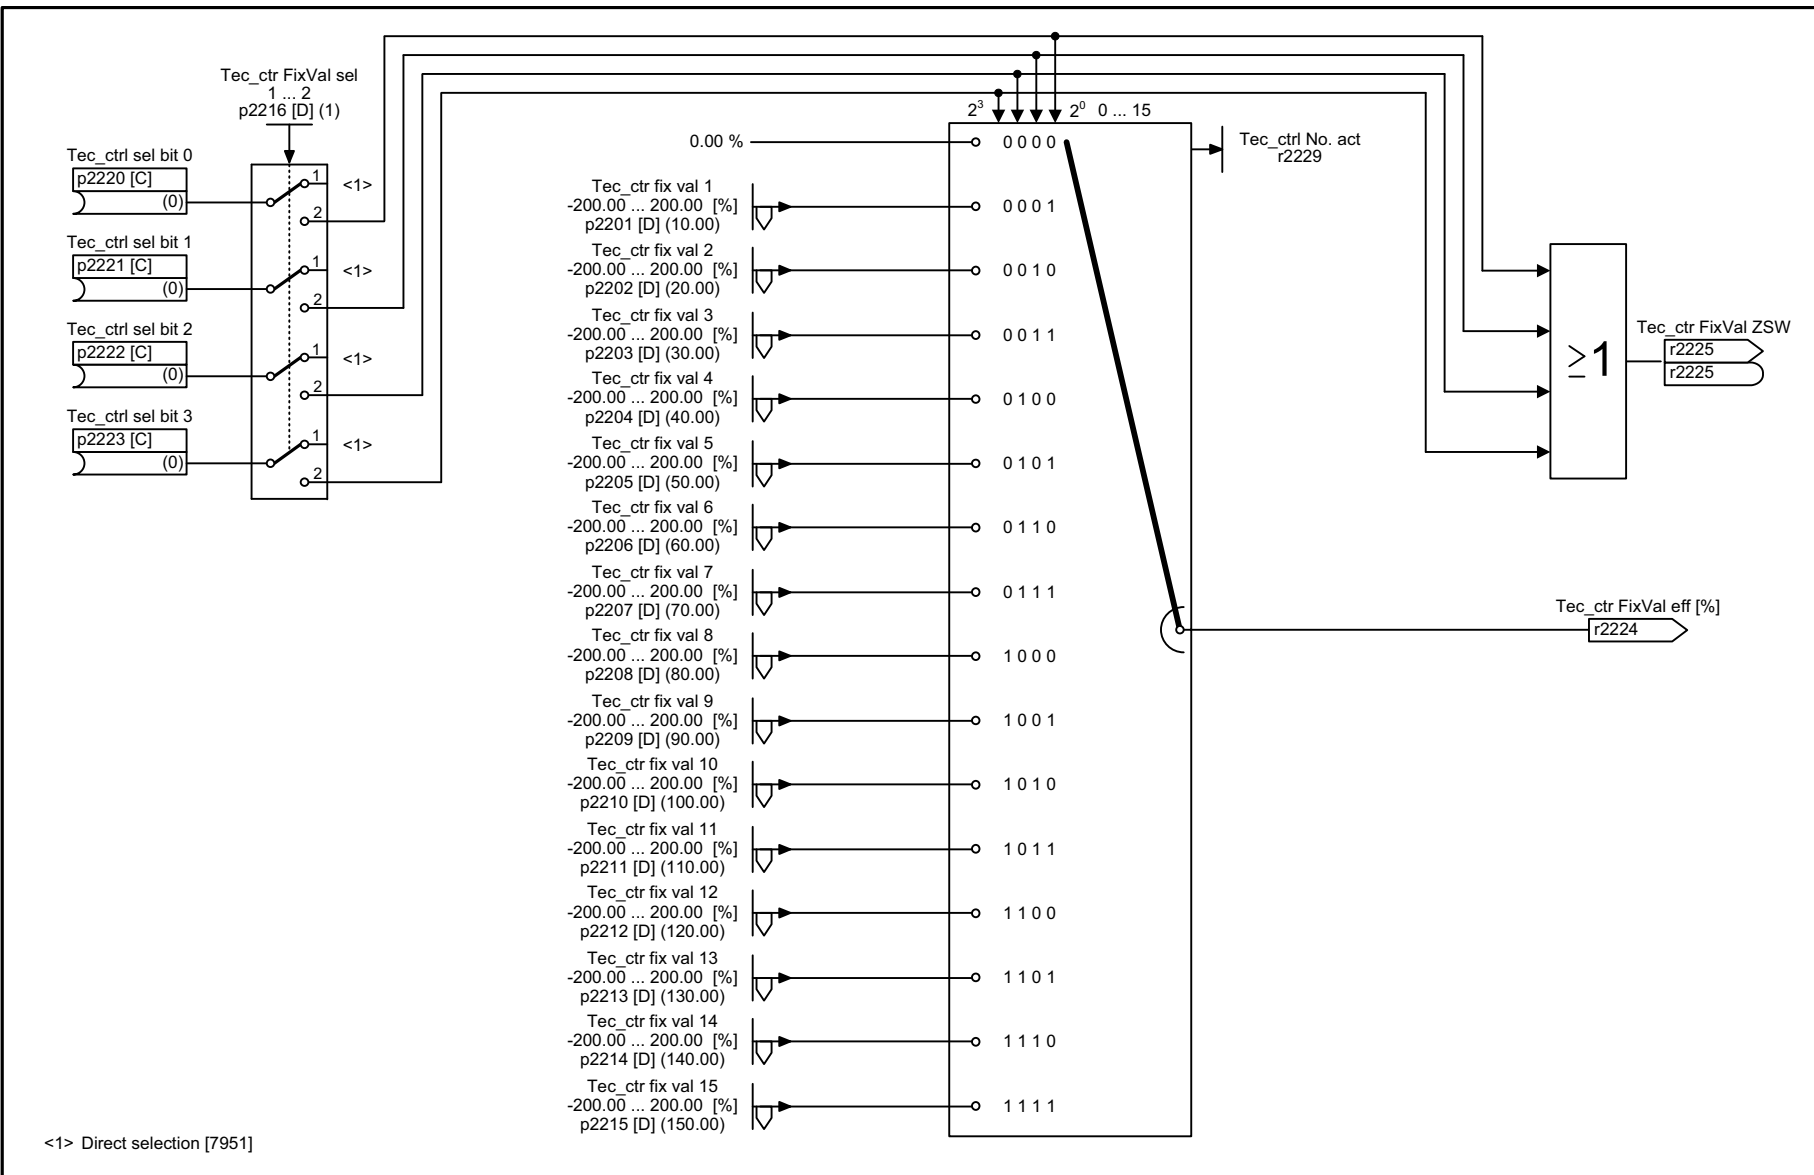 Tec_ctr FixVal sel
1 ... 2
p2216 [D] (1)
Tec_ctrl sel bit 0
p2220 [C]
(0)
1
<1>
2
Tec_ctrl sel bit 1
p2221 [C]
(0)
1
<1>
2
Tec_ctrl sel bit 2
p2222 [C]
(0)
1
<1>
2
Tec_ctrl sel bit 3
p2223 [C]
(0)
1
<1>
2
2³ 2⁰ 0 ... 15
0.00 % 0 0 0 0
Tec_ctrl No. act
r2229
Tec_ctr fix val 1
-200.00 ... 200.00 [%] 0 0 0 1
p2201 [D] (10.00)
Tec_ctr fix val 2
-200.00 ... 200.00 [%] 0 0 1 0
p2202 [D] (20.00)
Tec_ctr fix val 3
-200.00 ... 200.00 [%] 0 0 1 1
p2203 [D] (30.00)
Tec_ctr fix val 4
-200.00 ... 200.00 [%] 0 1 0 0
p2204 [D] (40.00)
Tec_ctr fix val 5
-200.00 ... 200.00 [%] 0 1 0 1
p2205 [D] (50.00)
Tec_ctr fix val 6
-200.00 ... 200.00 [%] 0 1 1 0
p2206 [D] (60.00)
Tec_ctr fix val 7
-200.00 ... 200.00 [%] 0 1 1 1
p2207 [D] (70.00)
Tec_ctr fix val 8
-200.00 ... 200.00 [%] 1 0 0 0
p2208 [D] (80.00)
Tec_ctr fix val 9
-200.00 ... 200.00 [%] 1 0 0 1
p2209 [D] (90.00)
Tec_ctr fix val 10
-200.00 ... 200.00 [%] 1 0 1 0
p2210 [D] (100.00)
Tec_ctr fix val 11
-200.00 ... 200.00 [%] 1 0 1 1
p2211 [D] (110.00)
Tec_ctr fix val 12
-200.00 ... 200.00 [%] 1 1 0 0
p2212 [D] (120.00)
Tec_ctr fix val 13
-200.00 ... 200.00 [%] 1 1 0 1
p2213 [D] (130.00)
Tec_ctr fix val 14
-200.00 ... 200.00 [%] 1 1 1 0
p2214 [D] (140.00)
Tec_ctr fix val 15
-200.00 ... 200.00 [%] 1 1 1 1
p2215 [D] (150.00)
≥1
Tec_ctr FixVal ZSW
r2225
r2225
Tec_ctr FixVal eff [%]
r2224
<1> Direct selection [7951]